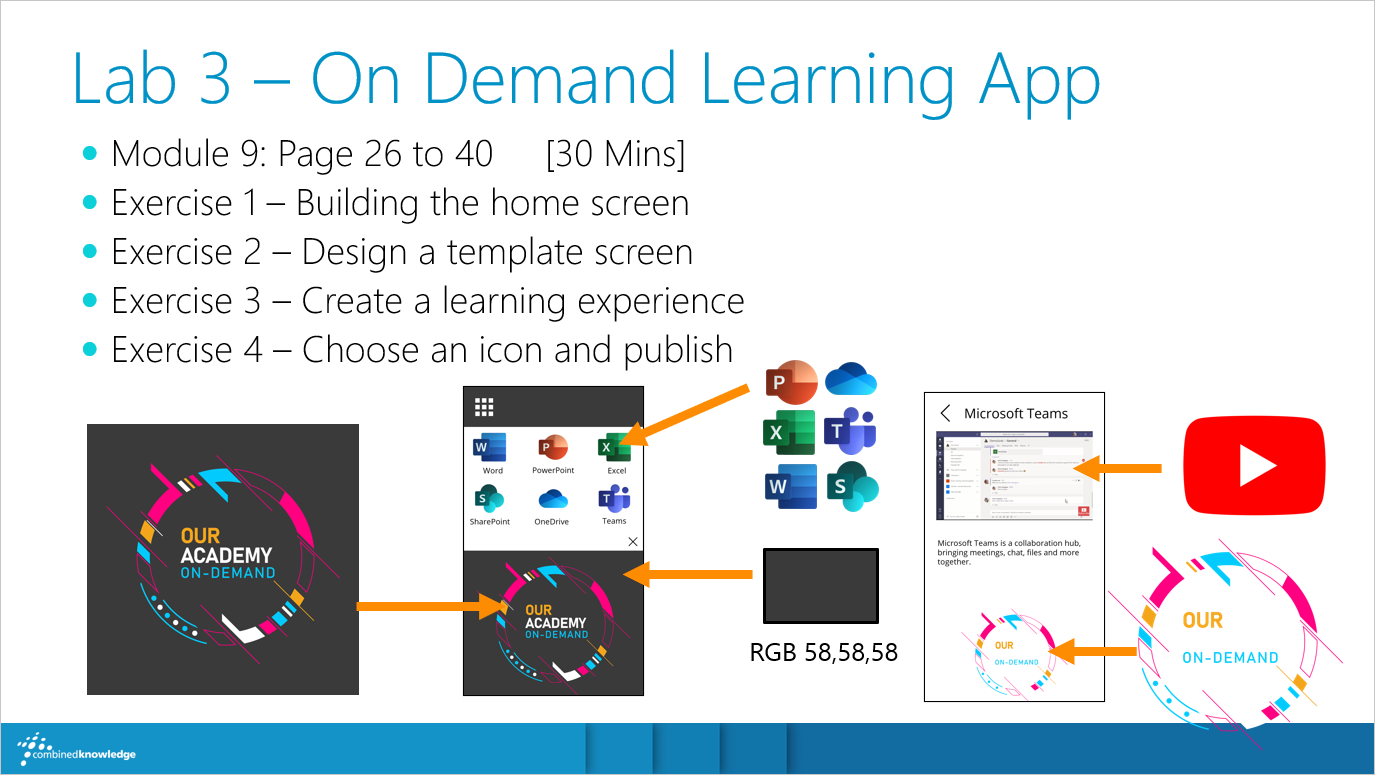 Lab 3 – On Demand Learning App
Module 9: Page 26 to 40 [30 Mins]
Exercise 1 – Building the home screen
Exercise 2 – Design a template screen
Exercise 3 – Create a learning experience
Exercise 4 – Choose an icon and publish
OUR
ACADEMY
ON-DEMAND
W
Word
P
PowerPoint
X
Excel
S
SharePoint
OneDrive
T
Teams
OUR
ACADEMY
ON-DEMAND
P
X
T
W
S
RGB 58,58,58
Microsoft Teams
Microsoft Teams is a collaboration hub,
bringing meetings, chat, files and more
together.
OUR
ON-DEMAND
OUR
ON-DEMAND
combinedknowledge